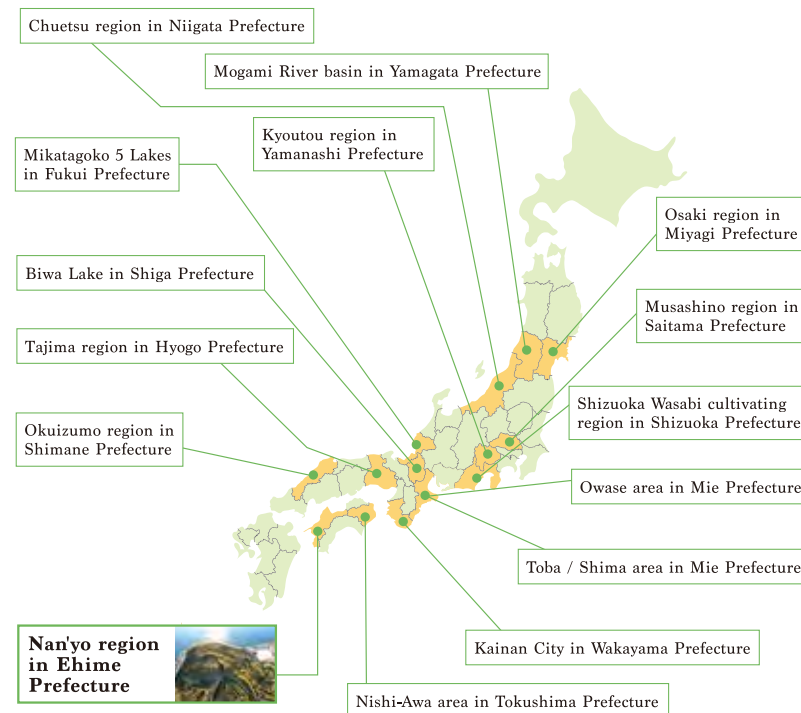 Chuetsu region in Niigata Prefecture
Mogami River basin in Yamagata Prefecture
Kyoutou region in
Yamanashi Prefecture
Mikatagoko 5 Lakes
in Fukui Prefecture
Osaki region in
Miyagi Prefecture
Biwa Lake in Shiga Prefecture
Musashino region in
Saitama Prefecture
Tajima region in Hyogo Prefecture
Shizuoka Wasabi cultivating
region in Shizuoka Prefecture
Okuizumo region in
Shimane Prefecture
Owase area in Mie Prefecture
Toba / Shima area in Mie Prefecture
Nan'yo region
in Ehime
Prefecture
Kainan City in Wakayama Prefecture
Nishi-Awa area in Tokushima Prefecture